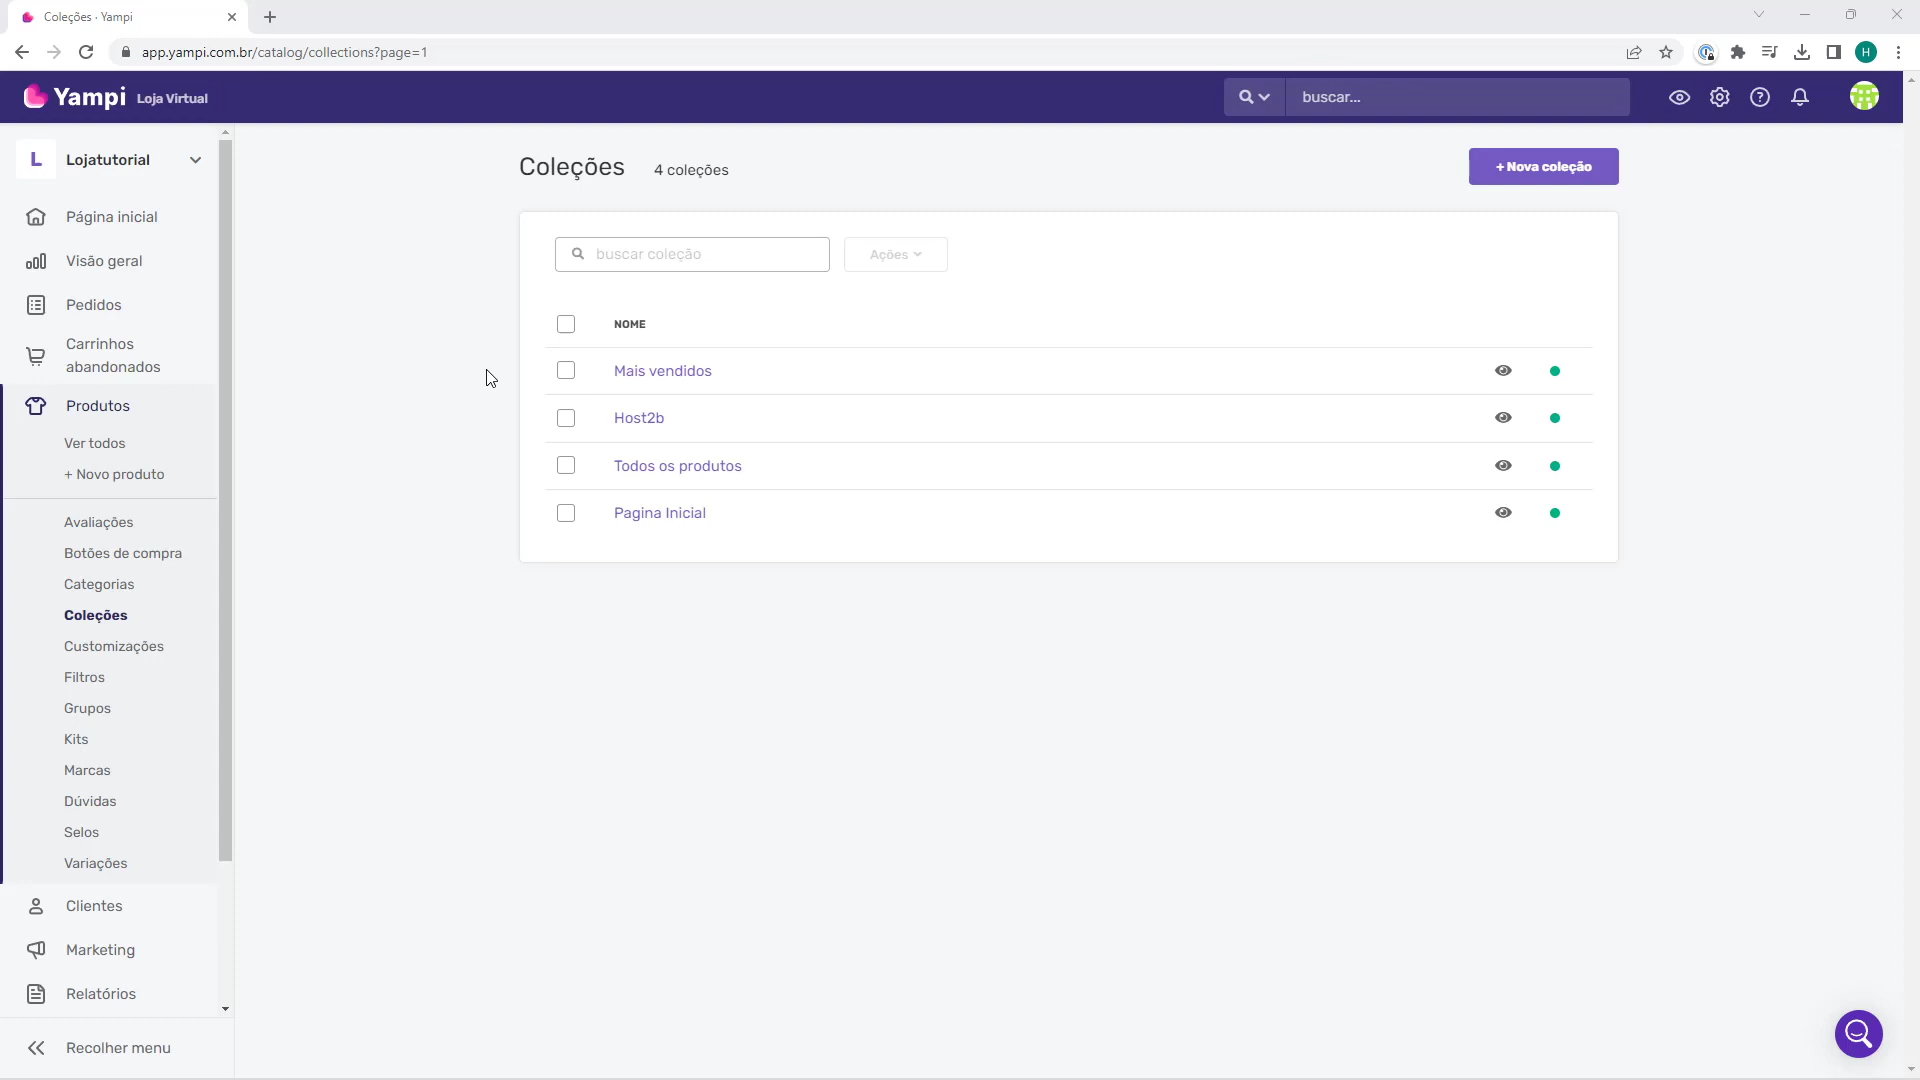 Coleções · Yampi
app.yampi.com.br/catalog/collections?page=1
H
Yampi Loja Virtual
buscar...
L Lojatutorial
Página inicial
Visão geral
Pedidos
Carrinhos
abandonados
Produtos
Ver todos
+ Novo produto
Avaliações
Botões de compra
Categorias
Coleções
Customizações
Filtros
Grupos
Kits
Marcas
Dúvidas
Selos
Variações
Clientes
Marketing
Relatórios
Recolher menu
Coleções 4 coleções
+ Nova coleção
buscar coleção
Ações
NOME
Mais vendidos
Host2b
Todos os produtos
Pagina Inicial